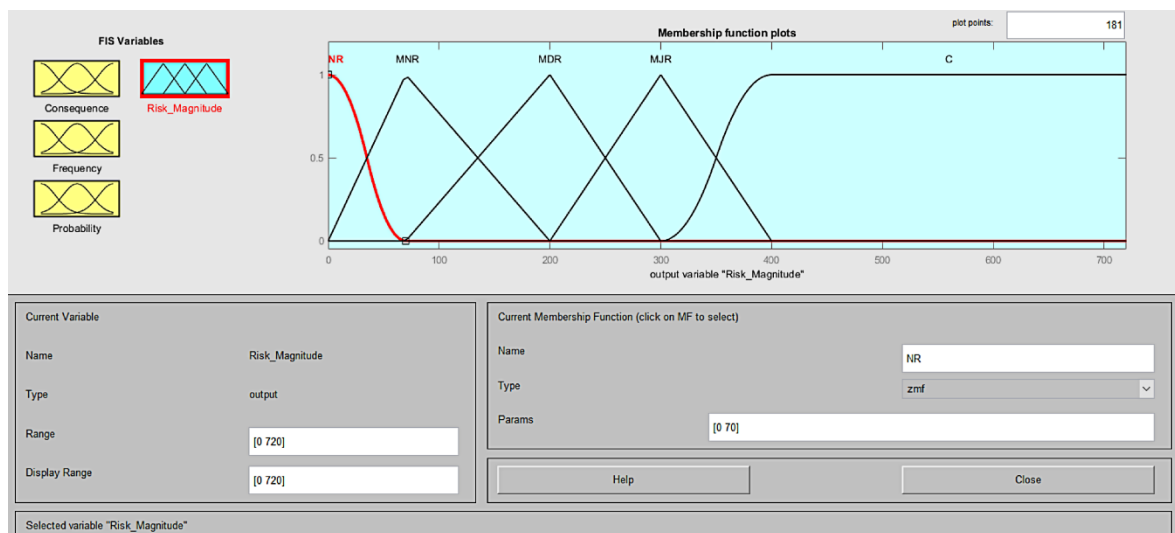 FIS Variables
Consequence
Risk_Magnitude
Frequency
Probability
plot points:
181
Membership function plots
NR
MNR
MDR
MJR
C
1
0.5
0
0
100
200
300
400
500
600
700
output variable "Risk_Magnitude"
Current Variable
Name
Risk_Magnitude
Type
output
Range
[0 720]
Display Range
[0 720]
Current Membership Function (click on MF to select)
Name
NR
Type
zmf
Params
[0 70]
Help
Close
Selected variable "Risk_Magnitude"